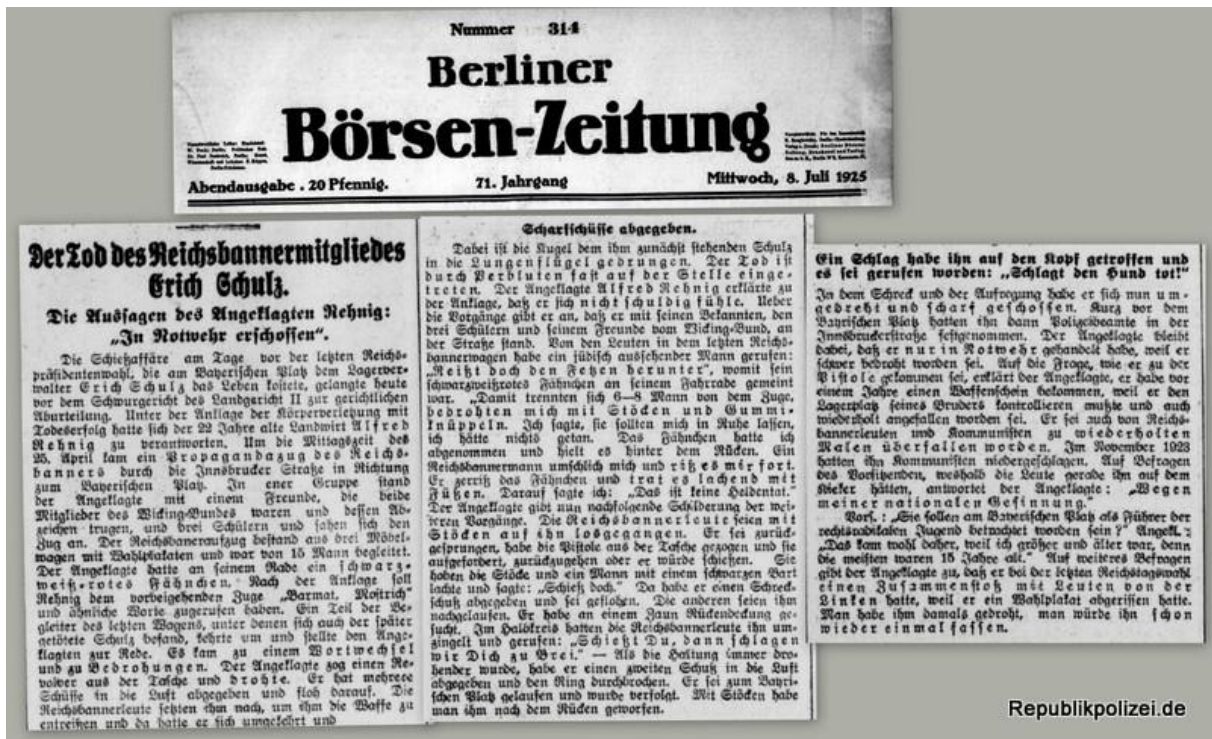 Nummer 314
Berliner
Börsen-Zeitung
Abendausgabe . 20 Pfennig. 71. Jahrgang Mittwoch, 8. Juli 1925
Der Tod des Reichsbannermitgliedes
Erich Schulz.
Die Aussagen des Angeklagten Rehnig:
„In Notwehr erschossen“.
Die Schießaffäre am Tage vor der letzten Reichs-
präsidentenwahl, die am Bayerischen Platz dem Lagerver-
walter Erich Schulz das Leben kostete, gelangte heute
vor dem Schwurgericht des Landgericht II zur gerichtlichen
Aburteilung. Unter der Anklage der Körperverletzung mit
Todeserfolg hatte sich der 22 Jahre alte Landwirt Alfred
Rehnig zu verantworten. Um die Mittagszeit des
25. April kam ein Propagandazug des Reichs-
banners durch die Innsbrucker Straße in Richtung
zum Bayerischen Platz. In ener Gruppe stand
der Angeklagte mit einem Freunde, die beide
Mitglieder des Wicking-Bundes waren und dessen Ab-
zeichen trugen, und drei Schülern und sahen sich den
Zug an. Der Reichsbanneraufzug bestand aus drei Möbel-
wagen mit Wahlplakaten und war von 15 Mann begleitet.
Der Angeklagte hatte an seinem Rade ein schwarz-
weiß-rotes Fähnchen. Nach der Anklage soll
Rehnig dem vorbeigehenden Zuge „Barmat, Mostrich“
und ähnliche Worte zugerufen haben. Ein Teil der Be-
gleiter des letzten Wagens, unter denen sich auch der später
getötete Schulz befand, kehrte um und stellte den Ange-
klagten zur Rede. Es kam zu einem Wortwechsel
und zu Bedrohungen. Der Angeklagte zog einen Re-
volver aus der Tasche und drohte. Er hat mehrere
Schüsse in die Luft abgegeben und floh darauf. Die
Reichsbannerleute setzten ihm nach, um ihm die Waffe zu
entreißen und da hatte er sich umgekehrt und
Scharfschüsse abgegeben.
Dabei ist die Kugel dem ihm zunächst stehenden Schulz
in die Lungenflügel gedrungen. Der Tod ist
durch Verbluten fast auf der Stelle einge-
treten. Der Angeklagte Alfred Rehnig erklärte zu
der Anklage, daß er sich nicht schuldig fühle. Ueber
die Vorgänge gibt er an, daß er mit seinen Bekannten, den
drei Schülern und seinem Freunde vom Wicking-Bund, an
der Straße stand. Von den Leuten in dem letzten Reichs-
bannerwagen habe ein jüdisch aussehender Mann gerufen:
„Reißt doch den Fetzen herunter“, womit sein
schwarzweißrotes Fähnchen an seinem Fahrrade gemeint
war. „Damit trennten sich 6—8 Mann von dem Zuge,
bedrohten mich mit Stöcken und Gummi-
knüppeln. Ich sagte, sie sollten mich in Ruhe lassen,
ich hätte nichts getan. Das Fähnchen hatte ich
abgenommen und hielt es hinter dem Rücken. Ein
Reichsbannermann umschlich mich und riß es mir fort.
Er zerriß das Fähnchen und trat es lachend mit
Füßen. Darauf sagte ich: „Das ist keine Heldentat.“
Der Angeklagte gibt nun nachfolgende Schilderung der wei-
teren Vorgänge. Die Reichsbannerleute seien mit
Stöcken auf ihn losgegangen. Er sei zurück-
gesprungen, habe die Pistole aus der Tasche gezogen und sie
aufgefordert, zurückzugehen oder er würde schießen. Sie
hoben die Stöcke und ein Mann mit einem schwarzen Bart
lachte und sagte: „Schieß doch.“ Da habe er einen Schreck-
schuß abgegeben und sei geflohen. Die anderen seien ihm
nachgelaufen. Er habe an einem Zaun Rückendeckung ge-
sucht. Im Halbkreis hatten die Reichsbannerleute ihn um-
zingelt und gerufen: „Schießt Du, dann schlagen
wir Dich zu Brei.“ — Als die Haltung immer dro-
hender wurde, habe er einen zweiten Schuß in die Luft
abgegeben und den Ring durchbrochen. Er sei zum Bayri-
schen Platz gelaufen und wurde verfolgt. Mit Stöcken habe
man ihm nach dem Rücken geworfen.
Ein Schlag habe ihn auf den Kopf getroffen und
es sei gerufen worden: „Schlagt den Hund tot!“
In dem Schreck und der Aufregung habe er sich nun um-
gedreht und scharf geschossen. Kurz vor dem
Bayrischen Platz hatten ihn dann Polizeibeamte in der
Innsbruckerstraße festgenommen. Der Angeklagte bleibt
dabei, daß er nur in Notwehr gehandelt habe, weil er
schwer bedroht worden sei. Auf die Frage, wie er zu der
Pistole gekommen sei, erklärt der Angeklagte, er habe vor
einem Jahre einen Waffenschein bekommen, weil er den
Lagerplatz seines Bruders kontrollieren mußte und auch
wiederholt angefallen worden sei. Er sei auch von Reichs-
bannerleuten und Kommunisten zu wiederholten
Malen überfallen worden. Im November 1923
hatten ihn Kommunisten niedergeschlagen. Auf Befragen
des Vorsitzenden, weshalb die Leute gerade ihn auf dem
Kieker hätten, antwortet der Angeklagte: „Wegen
meiner nationalen Gesinnung.“
Vors.: „Sie sollen am Bayrischen Platz als Führer der
rechtsradikalen Jugend betrachtet worden sein?“ Angekl.:
„Das kam wohl daher, weil ich größer und älter war, denn
die meisten waren 15 Jahre alt.“ Auf weiteres Befragen
gibt der Angeklagte zu, daß er bei der letzten Reichstagswahl
einen Zusammenstoß mit Leuten von der
Linken hatte, weil er ein Wahlplakat abgerissen hatte.
Man habe ihm damals gedroht, man würde ihn schon
wieder einmal fassen.
Republikpolizei.de